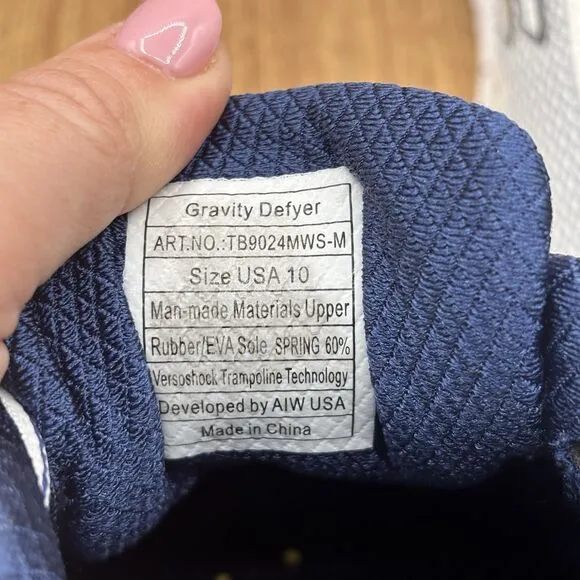 Gravity Defyer
ART.NO.:TB9024MWS-M
Size USA 10
Man-made Materials Upper
Rubber/EVA Sole SPRING 60%
Versoshock Trampoline Technology
Developed by AIW USA
Made in China